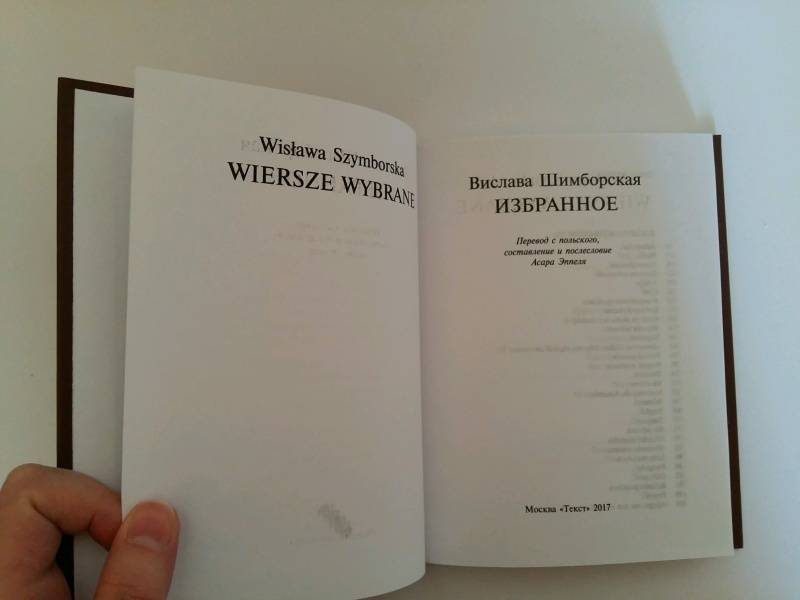 Wisława Szymborska
WIERSZE WYBRANE
Вислава Шимборская
ИЗБРАННОЕ
Перевод с польского,
составление и послесловие
Асара Эппеля
Москва «Текст» 2017